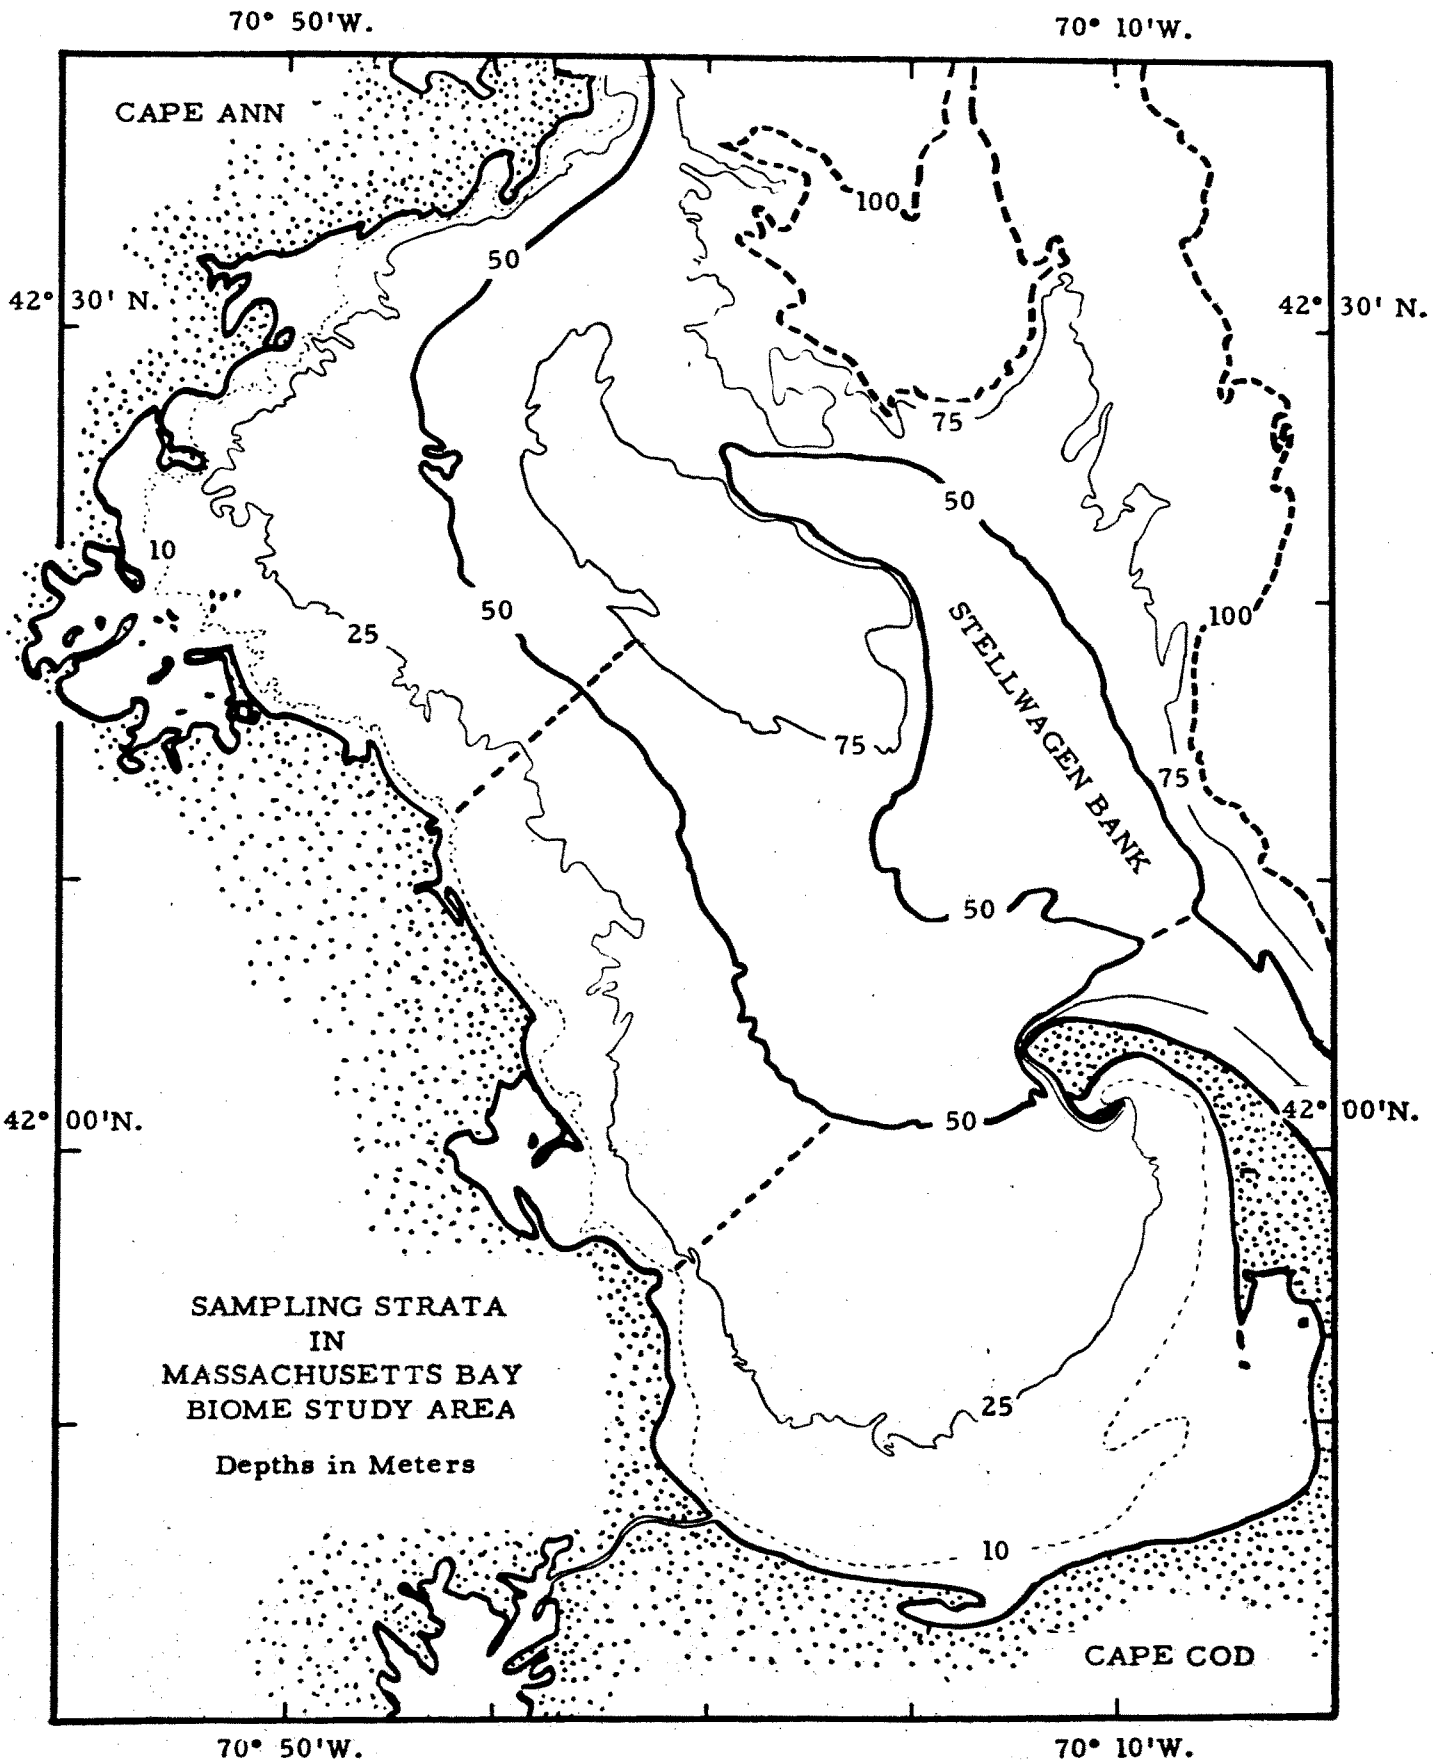 70° 50'W.
70° 10'W.
CAPE ANN
100
50
42° 30' N.
42° 30' N.
75
50
10
50
STELLWAGEN BANK
100
25
75
75
50
42° 00'N.
42° 00'N.
50
SAMPLING STRATA
IN
MASSACHUSETTS BAY
BIOME STUDY AREA
Depths in Meters
25
10
CAPE COD
70° 50'W.
70° 10'W.